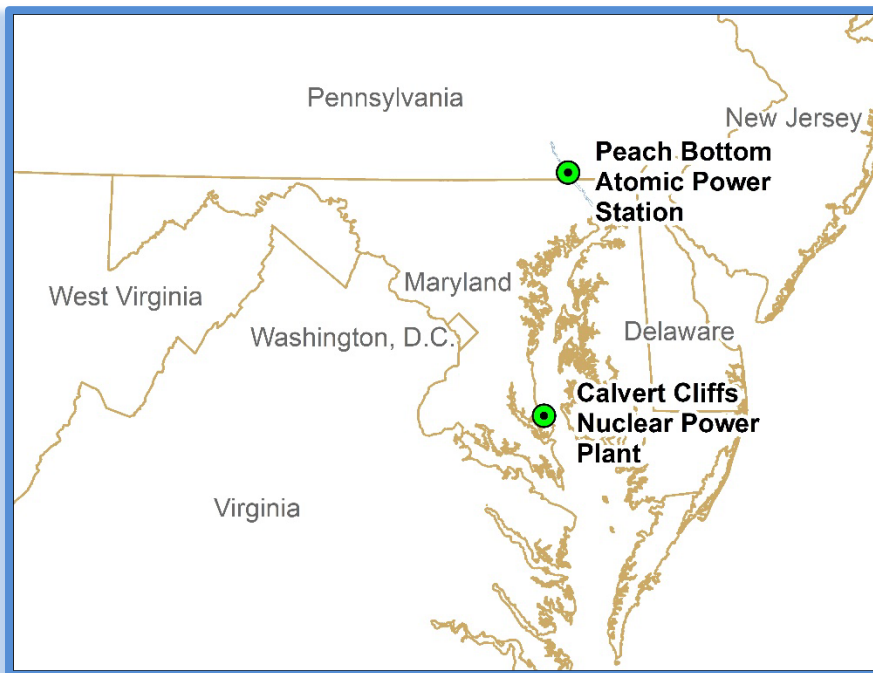 Pennsylvania
New Jersey
Peach Bottom
Atomic Power
Station
Maryland
West Virginia
Washington, D.C.
Delaware
Calvert Cliffs
Nuclear Power
Plant
Virginia